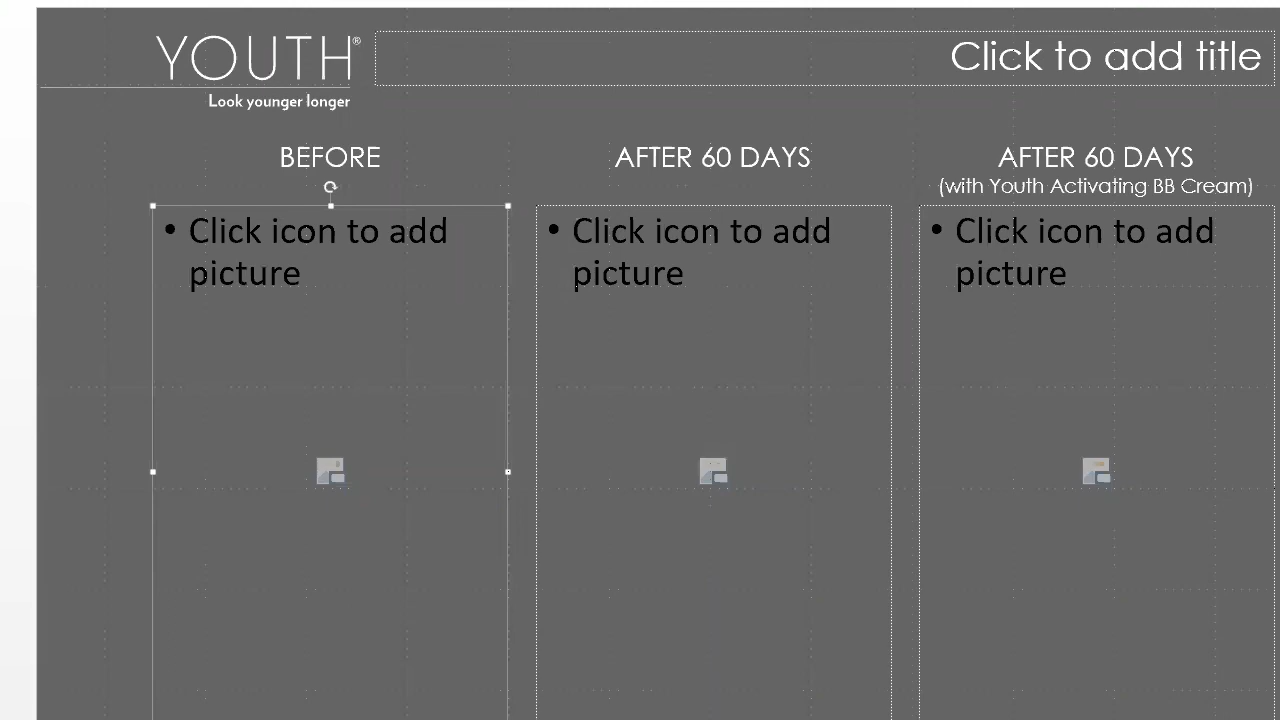 YOUTH®
Click to add title
Look younger longer
BEFORE
AFTER 60 DAYS
AFTER 60 DAYS
(with Youth Activating BB Cream)
• Click icon to add
picture
• Click icon to add
picture
• Click icon to add
picture